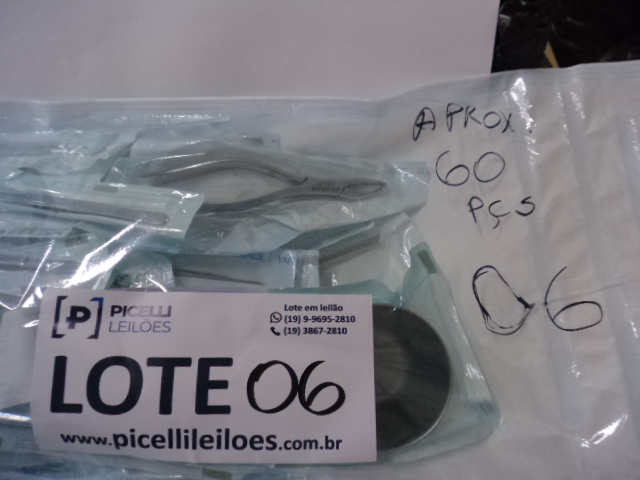 APROX.
60
PÇS
06
[P] PICELLI
LEILÕES
Lote em leilão
(19) 9-9695-2810
(19) 3867-2810
LOTE 06
www.picellileiloes.com.br